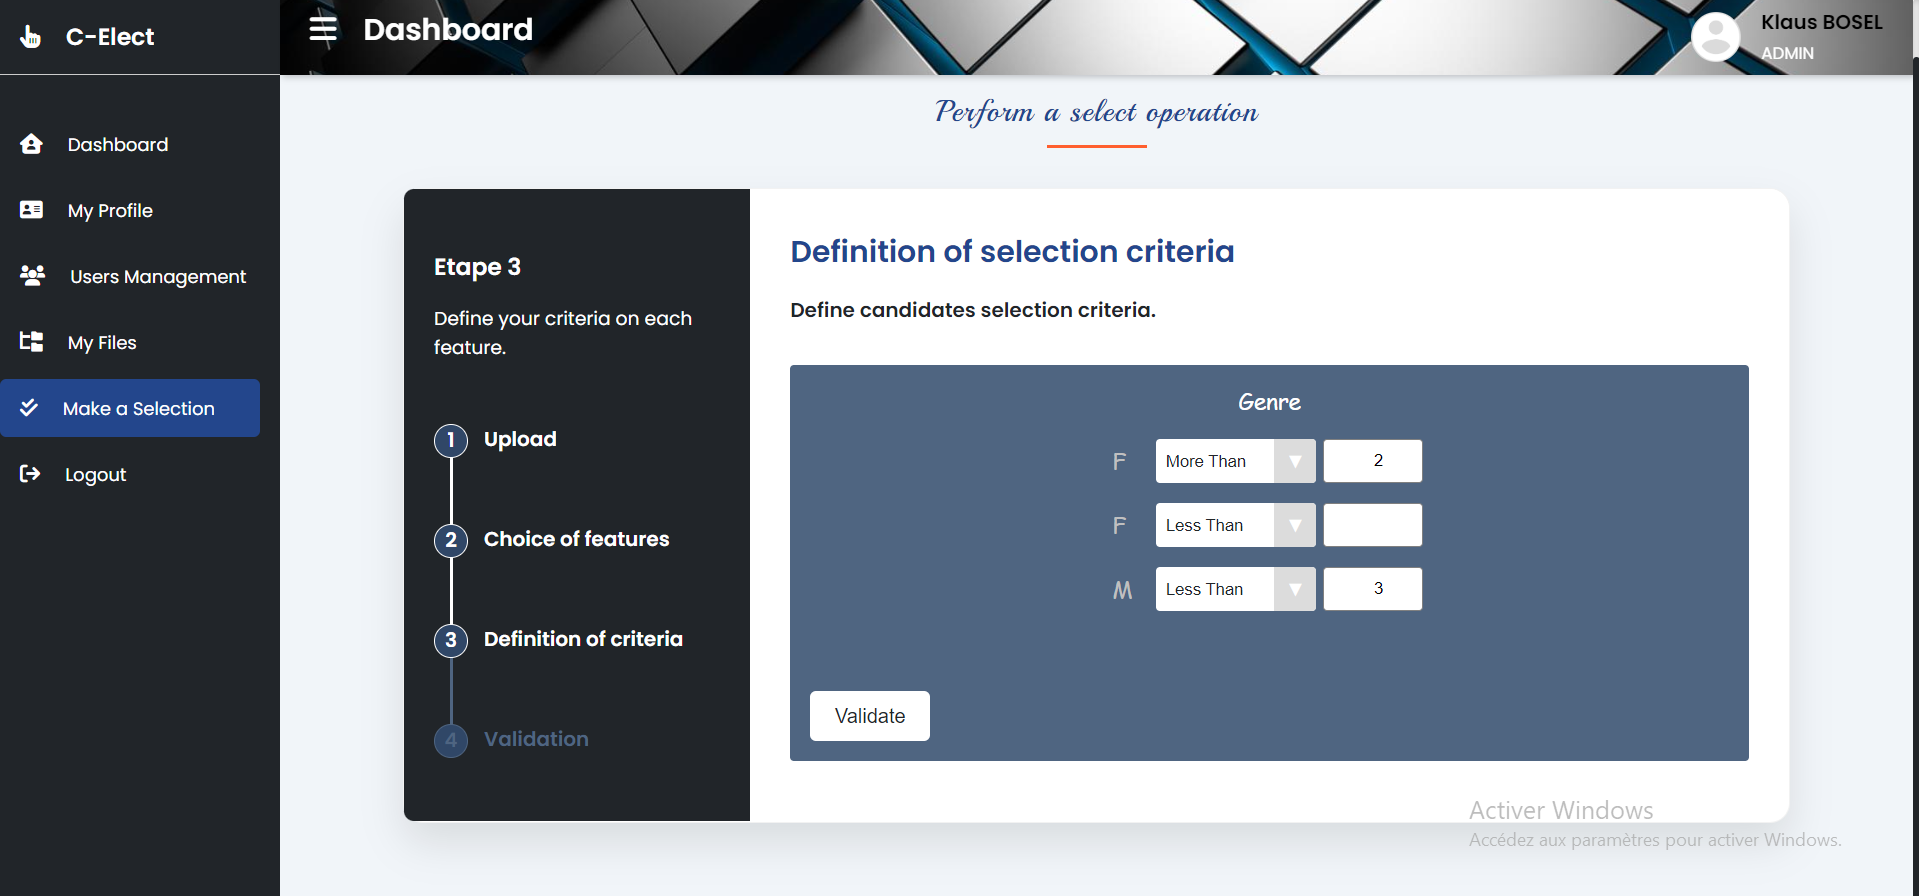 C-Elect
Dashboard
Klaus BOSEL
ADMIN
Dashboard
My Profile
Users Management
My Files
Make a Selection
Logout
Perform a select operation
Etape 3
Define your criteria on each
feature.
1 Upload
2 Choice of features
3 Definition of criteria
4 Validation
Definition of selection criteria
Define candidates selection criteria.
Genre
F More Than 2
F Less Than
M Less Than 3
Validate
Activer Windows
Accédez aux paramètres pour activer Windows.